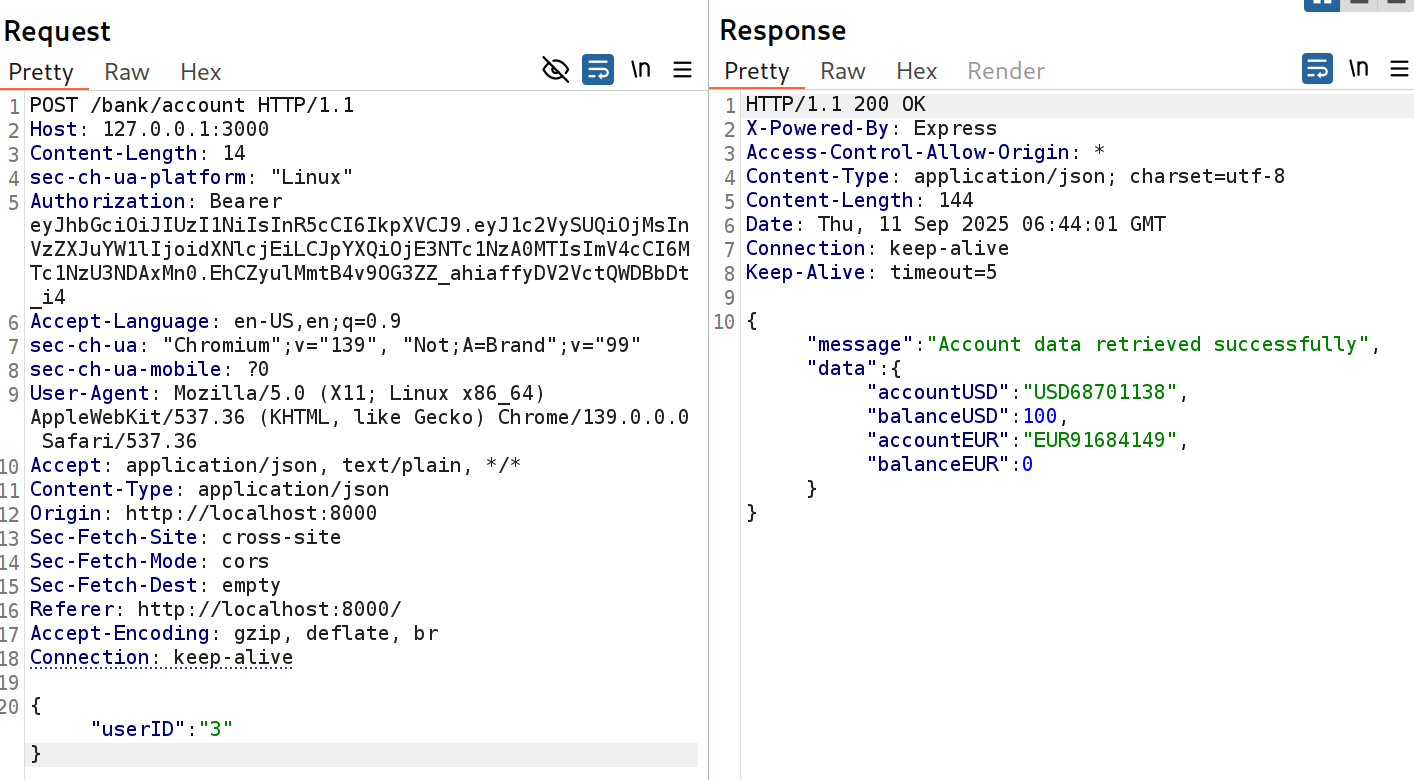 Request
Pretty Raw Hex \n
1 POST /bank/account HTTP/1.1
2 Host: 127.0.0.1:3000
3 Content-Length: 14
4 sec-ch-ua-platform: "Linux"
5 Authorization: Bearer
eyJhbGciOiJIUzI1NiIsInR5cCI6IkpXVCJ9.eyJ1c2VySUQiOjMsIn
VzZXJuYW1lIjoidXNlcjEiLCJpYXQiOjE3NTc1NzA0MTIsImV4cCI6M
Tc1NzU3NDAxMn0.EhCZyulMmtB4v9OG3ZZ_ahiaffyDV2VctQWDBbDt
_i4
6 Accept-Language: en-US,en;q=0.9
7 sec-ch-ua: "Chromium";v="139", "Not;A=Brand";v="99"
8 sec-ch-ua-mobile: ?0
9 User-Agent: Mozilla/5.0 (X11; Linux x86_64)
AppleWebKit/537.36 (KHTML, like Gecko) Chrome/139.0.0.0
Safari/537.36
10 Accept: application/json, text/plain, */*
11 Content-Type: application/json
12 Origin: http://localhost:8000
13 Sec-Fetch-Site: cross-site
14 Sec-Fetch-Mode: cors
15 Sec-Fetch-Dest: empty
16 Referer: http://localhost:8000/
17 Accept-Encoding: gzip, deflate, br
18 Connection: keep-alive
19
20 {
"userID":"3"
}
Response
Pretty Raw Hex Render \n
1 HTTP/1.1 200 OK
2 X-Powered-By: Express
3 Access-Control-Allow-Origin: *
4 Content-Type: application/json; charset=utf-8
5 Content-Length: 144
6 Date: Thu, 11 Sep 2025 06:44:01 GMT
7 Connection: keep-alive
8 Keep-Alive: timeout=5
9
10 {
"message":"Account data retrieved successfully",
"data":{
"accountUSD":"USD68701138",
"balanceUSD":100,
"accountEUR":"EUR91684149",
"balanceEUR":0
}
}